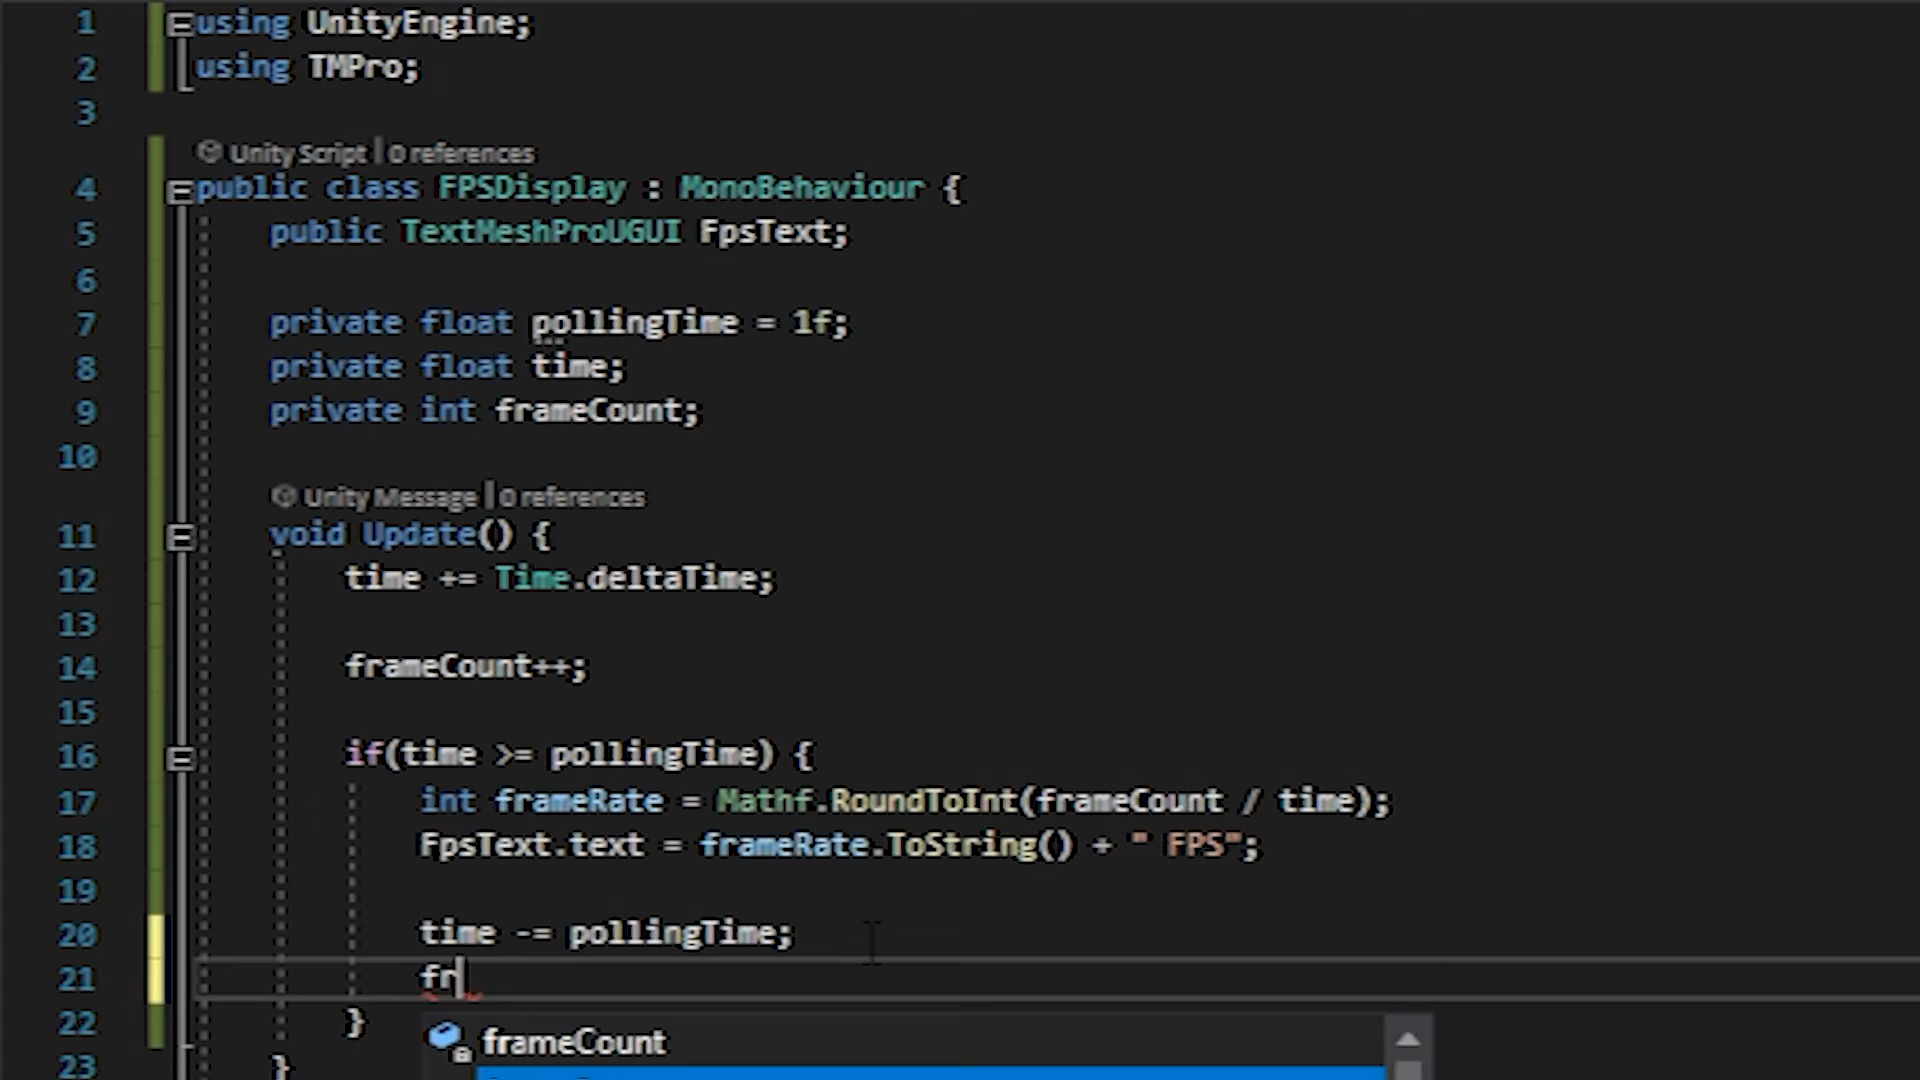 1 using UnityEngine;
2 using TMPro;
3
Unity Script | 0 references
4 public class FPSDisplay : MonoBehaviour {
5 public TextMeshProUGUI FpsText;
6
7 private float pollingTime = 1f;
8 private float time;
9 private int frameCount;
10
Unity Message | 0 references
11 void Update() {
12 time += Time.deltaTime;
13
14 frameCount++;
15
16 if(time >= pollingTime) {
17 int frameRate = Mathf.RoundToInt(frameCount / time);
18 FpsText.text = frameRate.ToString() + " FPS";
19
20 time -= pollingTime;
21 fr
22 }
frameCount
23 }